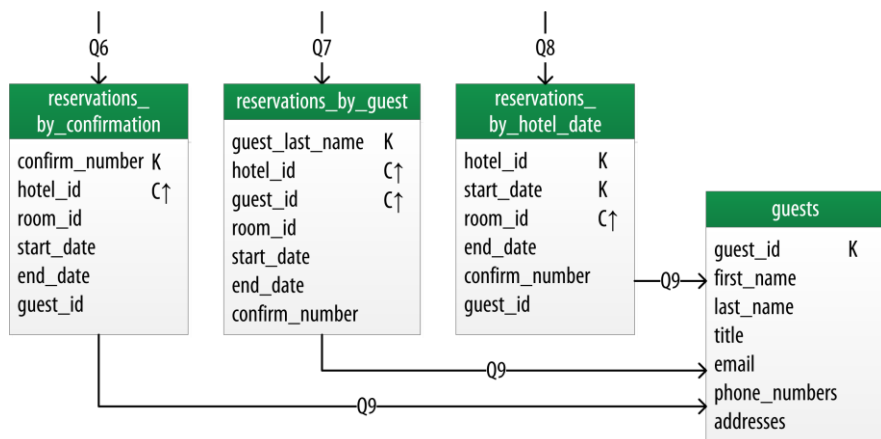 Q6
Q7
Q8
reservations_
by_confirmation
confirm_number K
hotel_id C↑
room_id
start_date
end_date
guest_id
reservations_by_guest
guest_last_name K
hotel_id C↑
guest_id C↑
room_id
start_date
end_date
confirm_number
reservations_
by_hotel_date
hotel_id K
start_date K
room_id C↑
end_date
confirm_number
guest_id
guests
guest_id K
first_name
last_name
title
email
phone_numbers
addresses
Q9
Q9
Q9